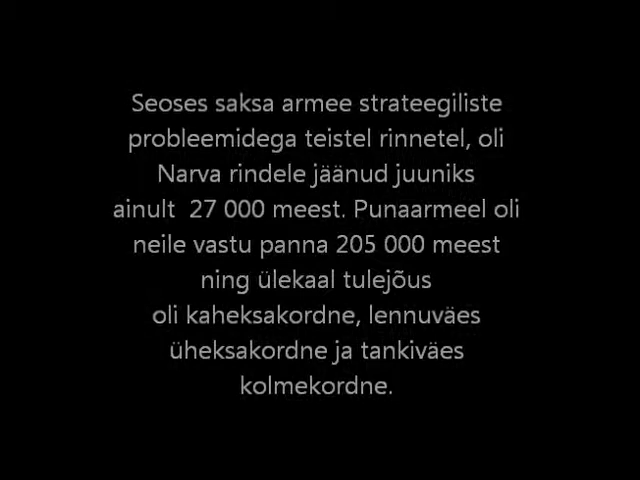 Seoses saksa armee strateegiliste
probleemidega teistel rinnetel, oli
Narva rindele jäänud juuniks
ainult  27 000 meest. Punaarmeel oli
neile vastu panna 205 000 meest
ning ülekaal tulejõus
oli kaheksakordne, lennuväes
üheksakordne ja tankiväes
kolmekordne.